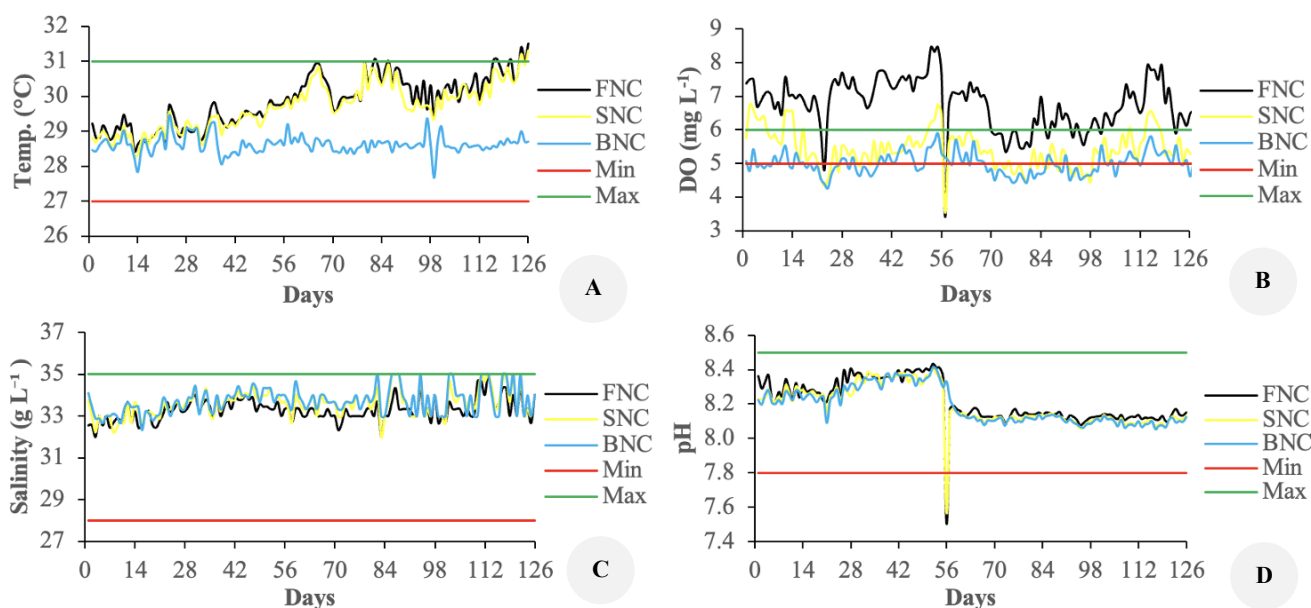 Temp. (°C)
32
31
30
29
28
27
26
0 14 28 42 56 70 84 98 112 126
Days
FNC
SNC
BNC
Min
Max
A
DO (mg L⁻¹)
9
8
7
6
5
4
3
0 14 28 42 56 70 84 98 112 126
Days
FNC
SNC
BNC
Min
Max
B
Salinity (g L⁻¹)
37
35
33
31
29
27
0 14 28 42 56 70 84 98 112 126
Days
FNC
SNC
BNC
Min
Max
C
pH
8.6
8.4
8.2
8.0
7.8
7.6
7.4
0 14 28 42 56 70 84 98 112 126
Days
FNC
SNC
BNC
Min
Max
D